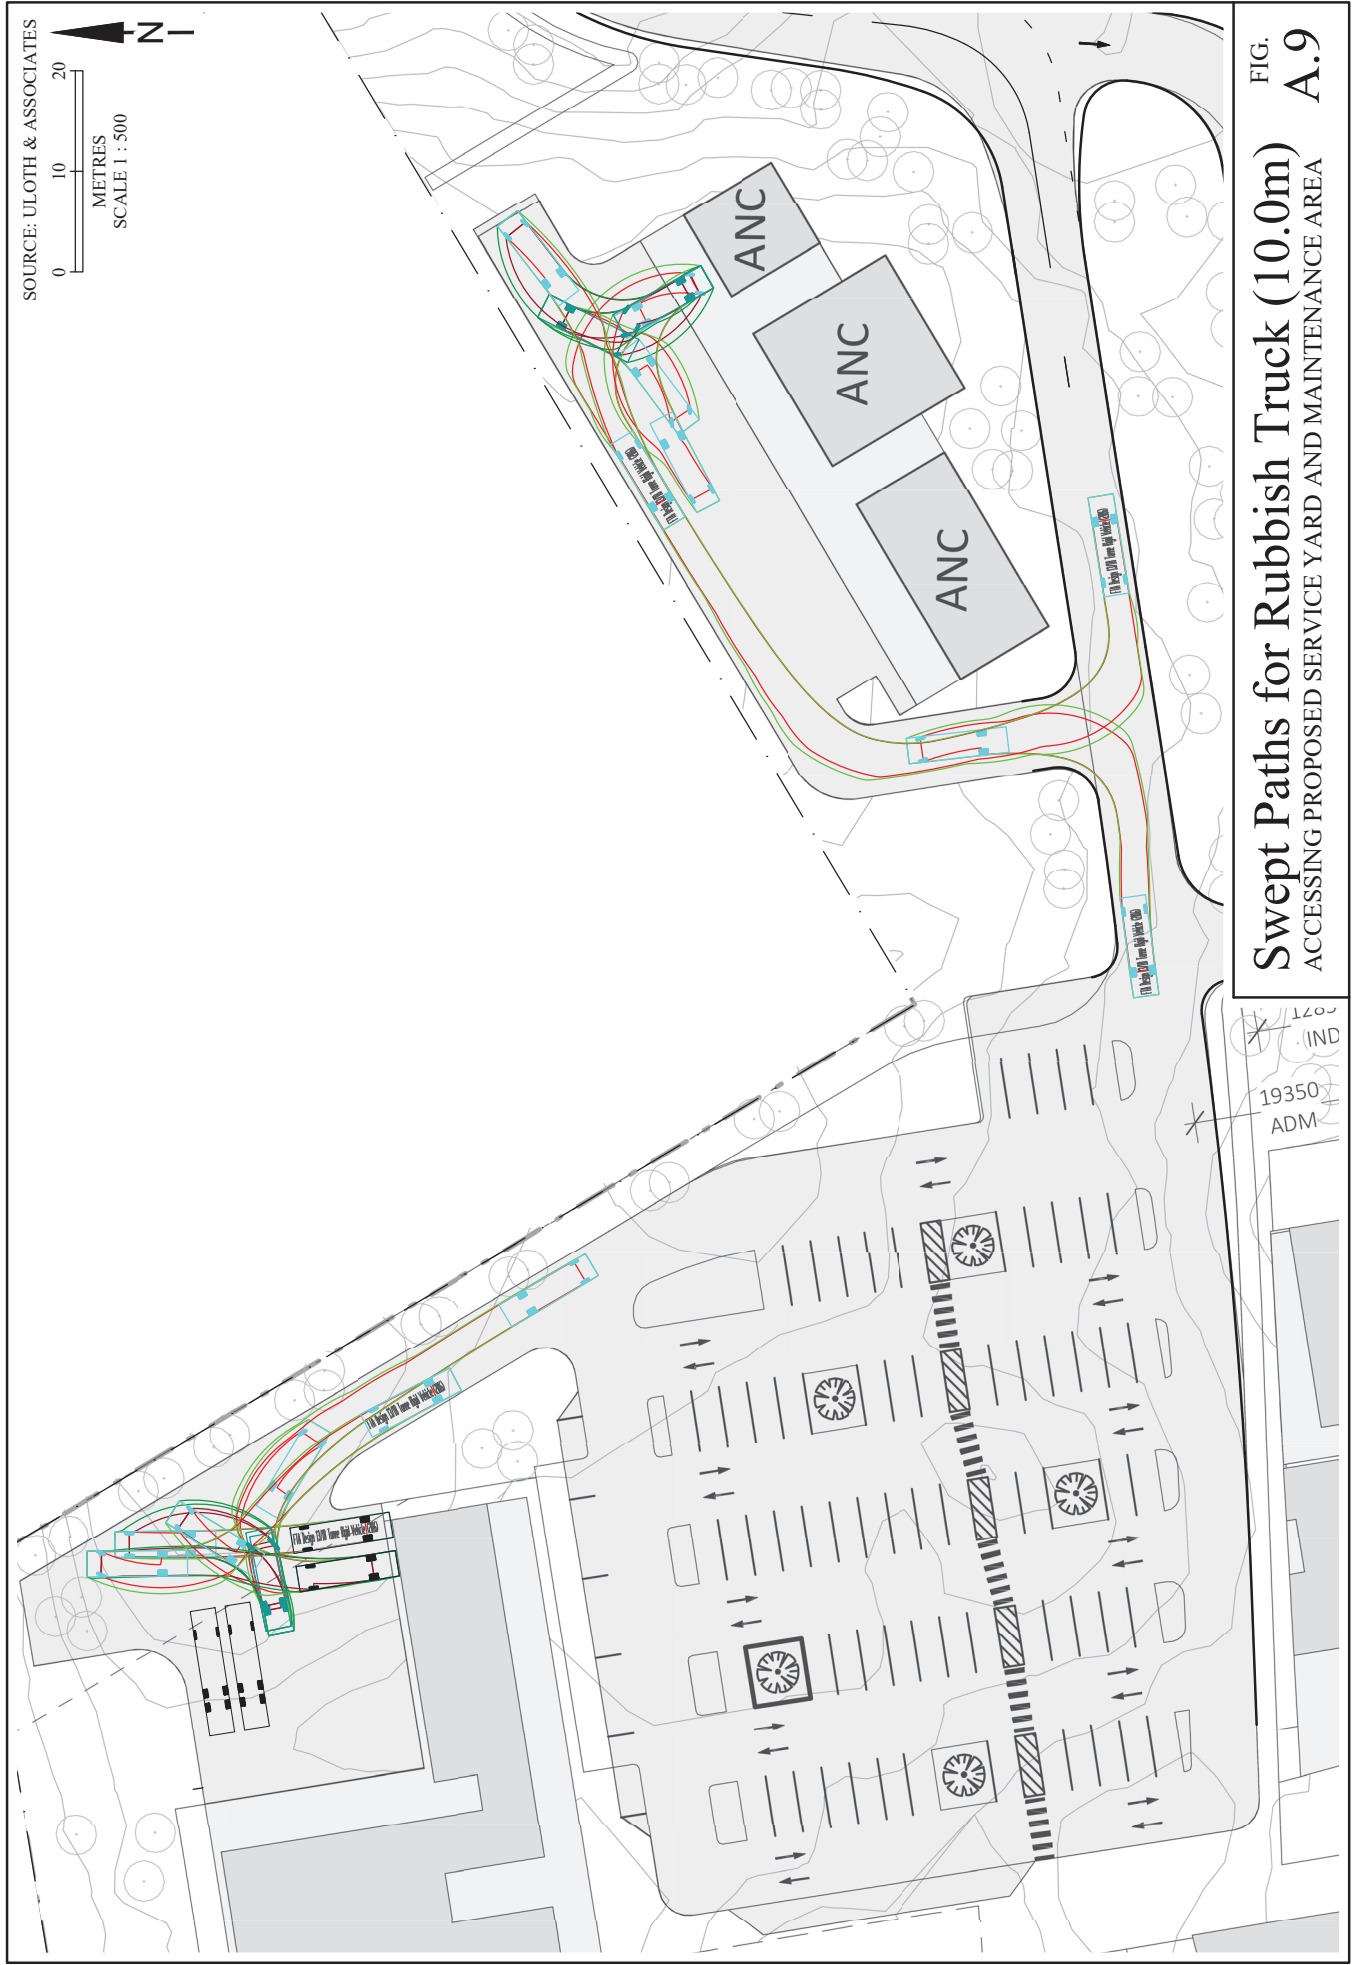 SOURCE: ULOTH & ASSOCIATES
N
0 10 20
METRES
SCALE 1 : 500
ANC
ANC
ANC
19350
ADM
IND
Swept Paths for Rubbish Truck (10.0m)
ACCESSING PROPOSED SERVICE YARD AND MAINTENANCE AREA
FIG.
A.9